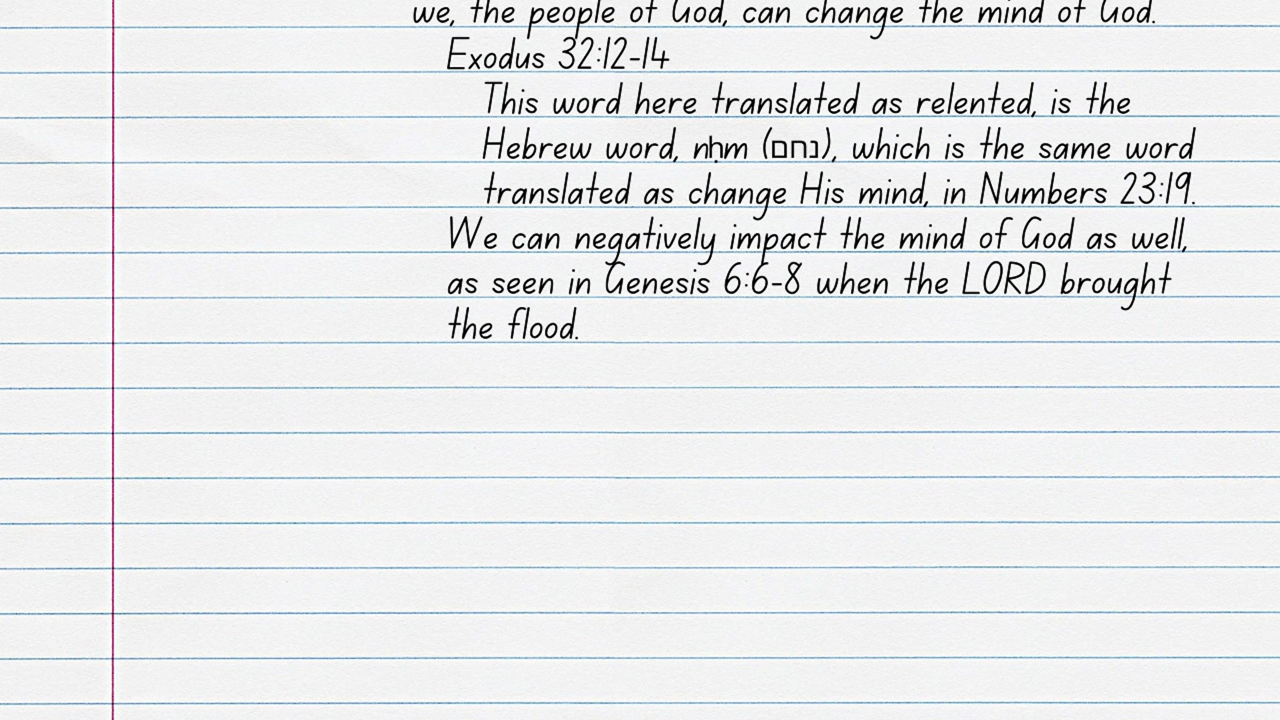 we, the people of God, can change the mind of God.
Exodus 32:12-14
This word here translated as relented, is the
Hebrew word, nḥm (נחם), which is the same word
translated as change His mind, in Numbers 23:19.
We can negatively impact the mind of God as well,
as seen in Genesis 6:6-8 when the LORD brought
the flood.